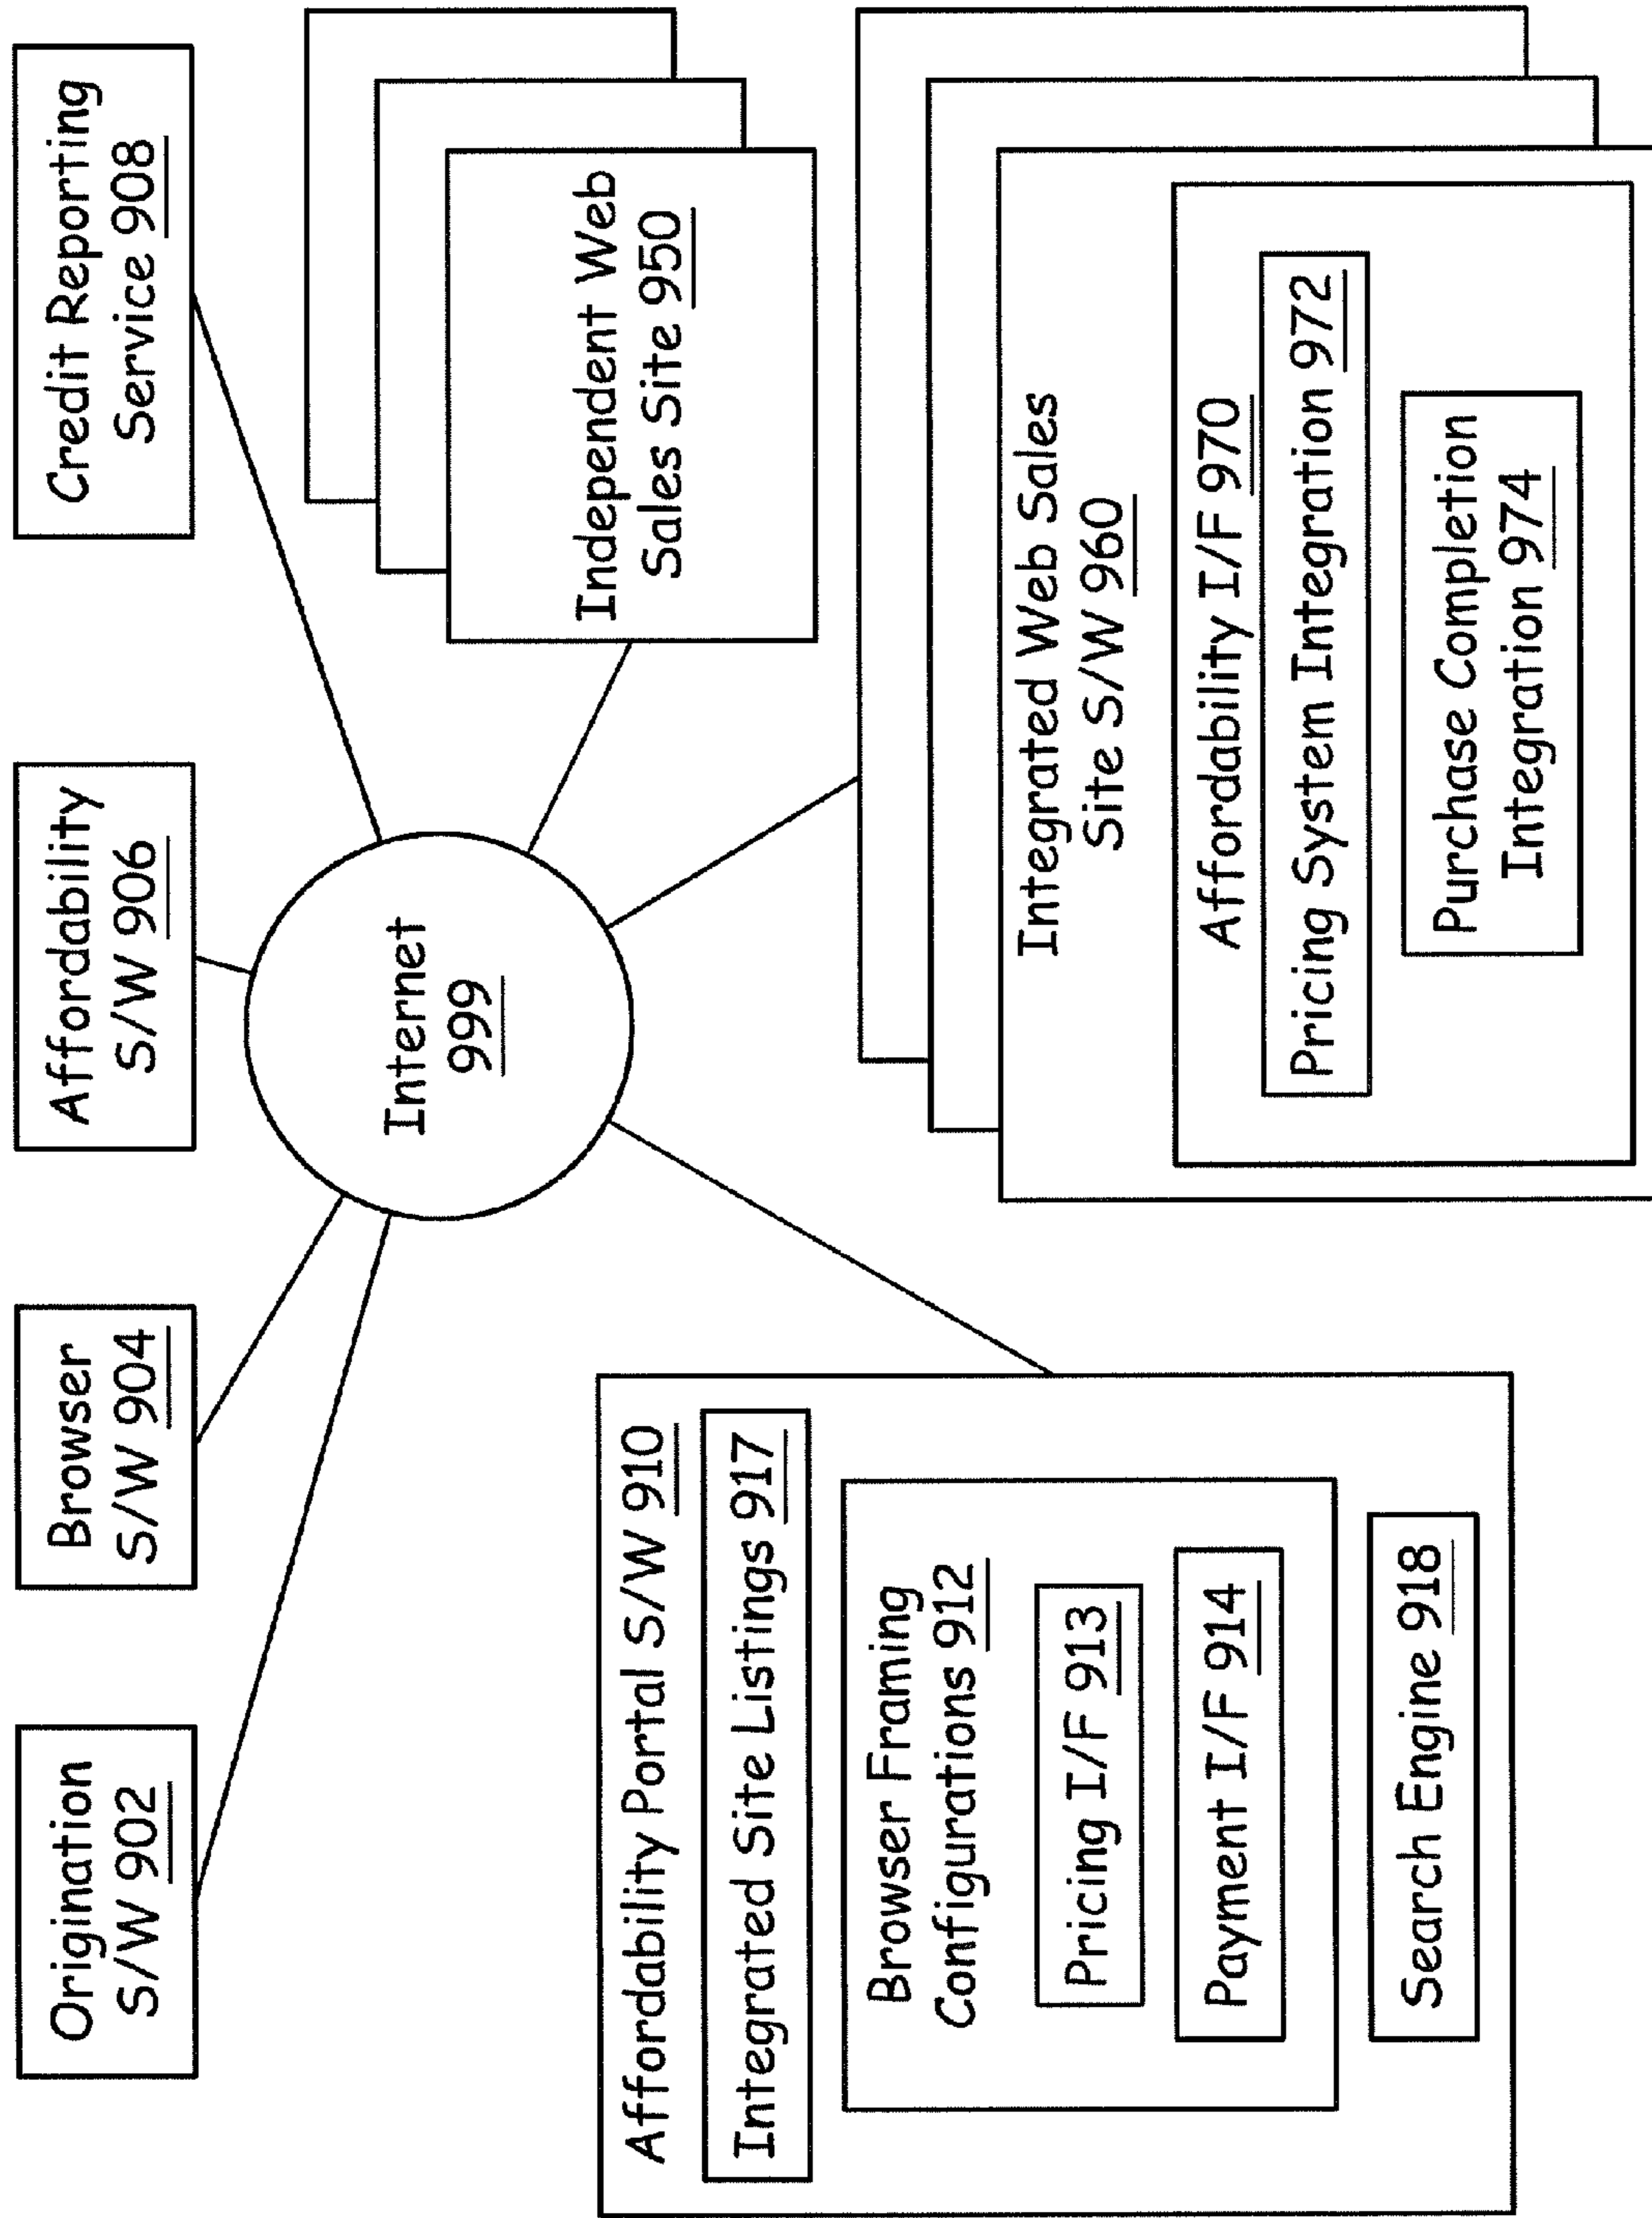 Origination
S/W 902
Browser
S/W 904
Affordability
S/W 906
Credit Reporting
Service 908
Internet
999
Independent Web
Sales Site 950
Affordability Portal S/W 910
Integrated Site Listings 917
Browser Framing
Configurations 912
Pricing I/F 913
Payment I/F 914
Search Engine 918
Integrated Web Sales
Site S/W 960
Affordability I/F 970
Pricing System Integration 972
Purchase Completion
Integration 974